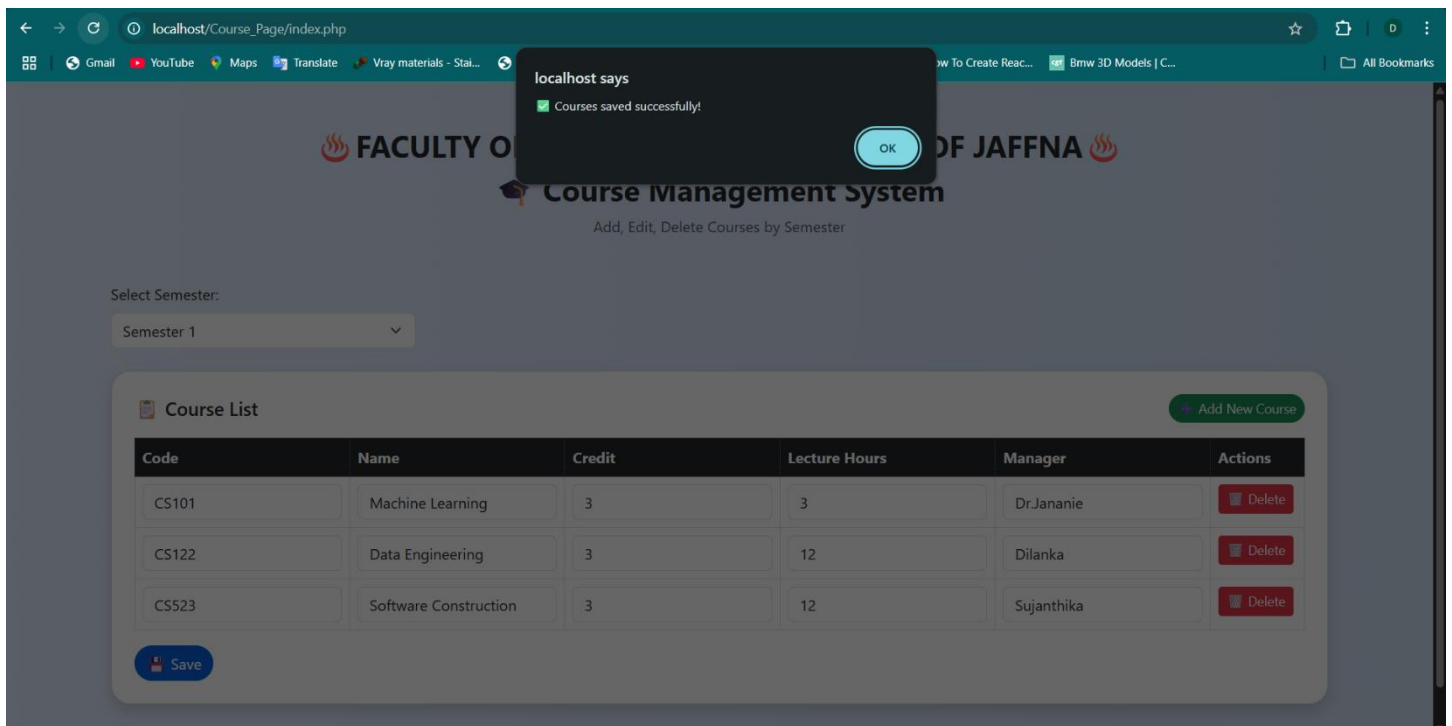 localhost/Course_Page/index.php
D
Gmail YouTube Maps Translate Vray materials - Stai... ow To Create Reac... Bmw 3D Models | C... All Bookmarks
localhost says
✅ Courses saved successfully!
OK
♨ FACULTY O OF JAFFNA ♨
🎓 Course Management System
Add, Edit, Delete Courses by Semester
Select Semester:
Semester 1
📋 Course List
➕ Add New Course
Code Name Credit Lecture Hours Manager Actions
CS101 Machine Learning 3 3 Dr.Jananie 🗑 Delete
CS122 Data Engineering 3 12 Dilanka 🗑 Delete
CS523 Software Construction 3 12 Sujanthika 🗑 Delete
💾 Save